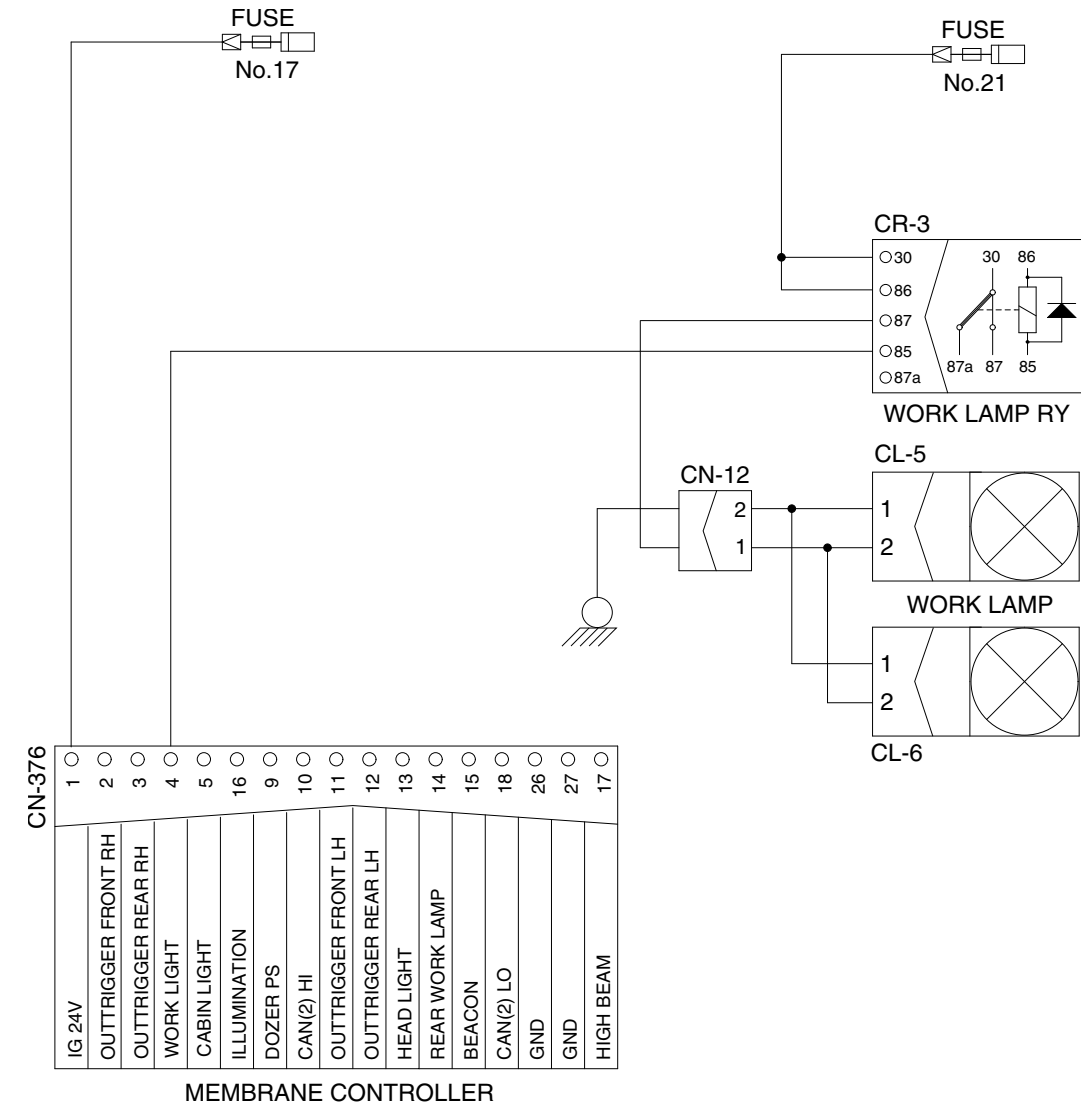 FUSE
No.17
FUSE
No.21
CR-3
30
86
87
85
87a
30 86
87a 87 85
WORK LAMP RY
CL-5
1
2
WORK LAMP
CN-12
2
1
1
2
CL-6
CN-376
1 2 3 4 5 16 9 10 11 12 13 14 15 18 26 27 17
IG 24V
OUTTRIGGER FRONT RH
OUTTRIGGER REAR RH
WORK LIGHT
CABIN LIGHT
ILLUMINATION
DOZER PS
CAN(2) HI
OUTTRIGGER FRONT LH
OUTTRIGGER REAR LH
HEAD LIGHT
REAR WORK LAMP
BEACON
CAN(2) LO
GND
GND
HIGH BEAM
MEMBRANE CONTROLLER